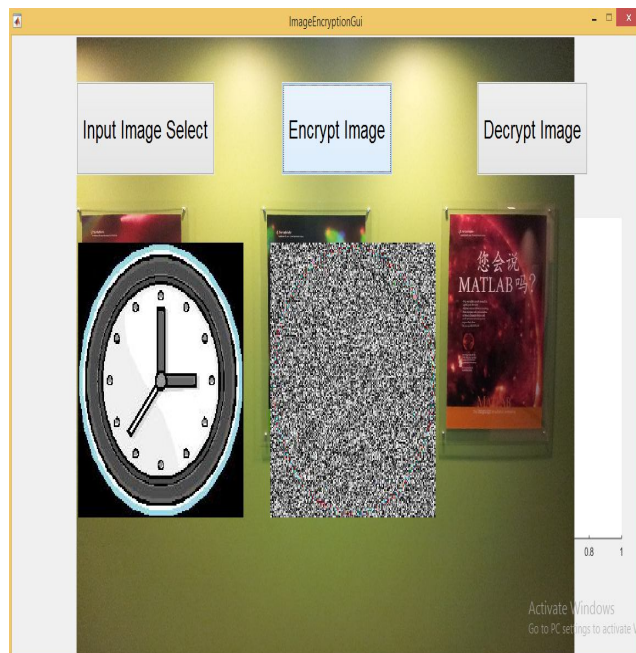 ImageEncryptionGui
Input Image Select
Encrypt Image
Decrypt Image
您会说
MATLAB吗?
0.8
1
Activate Windows
Go to PC settings to activate W